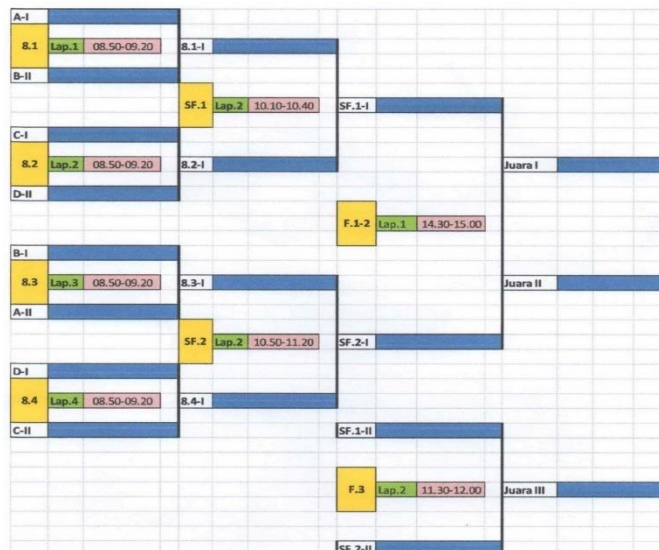 A-I
8.1 Lap.1 08.50-09.20 8.1-I
B-II
SF.1 Lap.2 10.10-10.40 SF.1-I
C-I
8.2 Lap.2 08.50-09.20 8.2-I Juara I
D-II
F.1-2 Lap.1 14.30-15.00
B-I
8.3 Lap.3 08.50-09.20 8.3-I Juara II
A-II
SF.2 Lap.2 10.50-11.20 SF.2-I
D-I
8.4 Lap.4 08.50-09.20 8.4-I
C-II SF.1-II
F.3 Lap.2 11.30-12.00 Juara III
SF.2-II